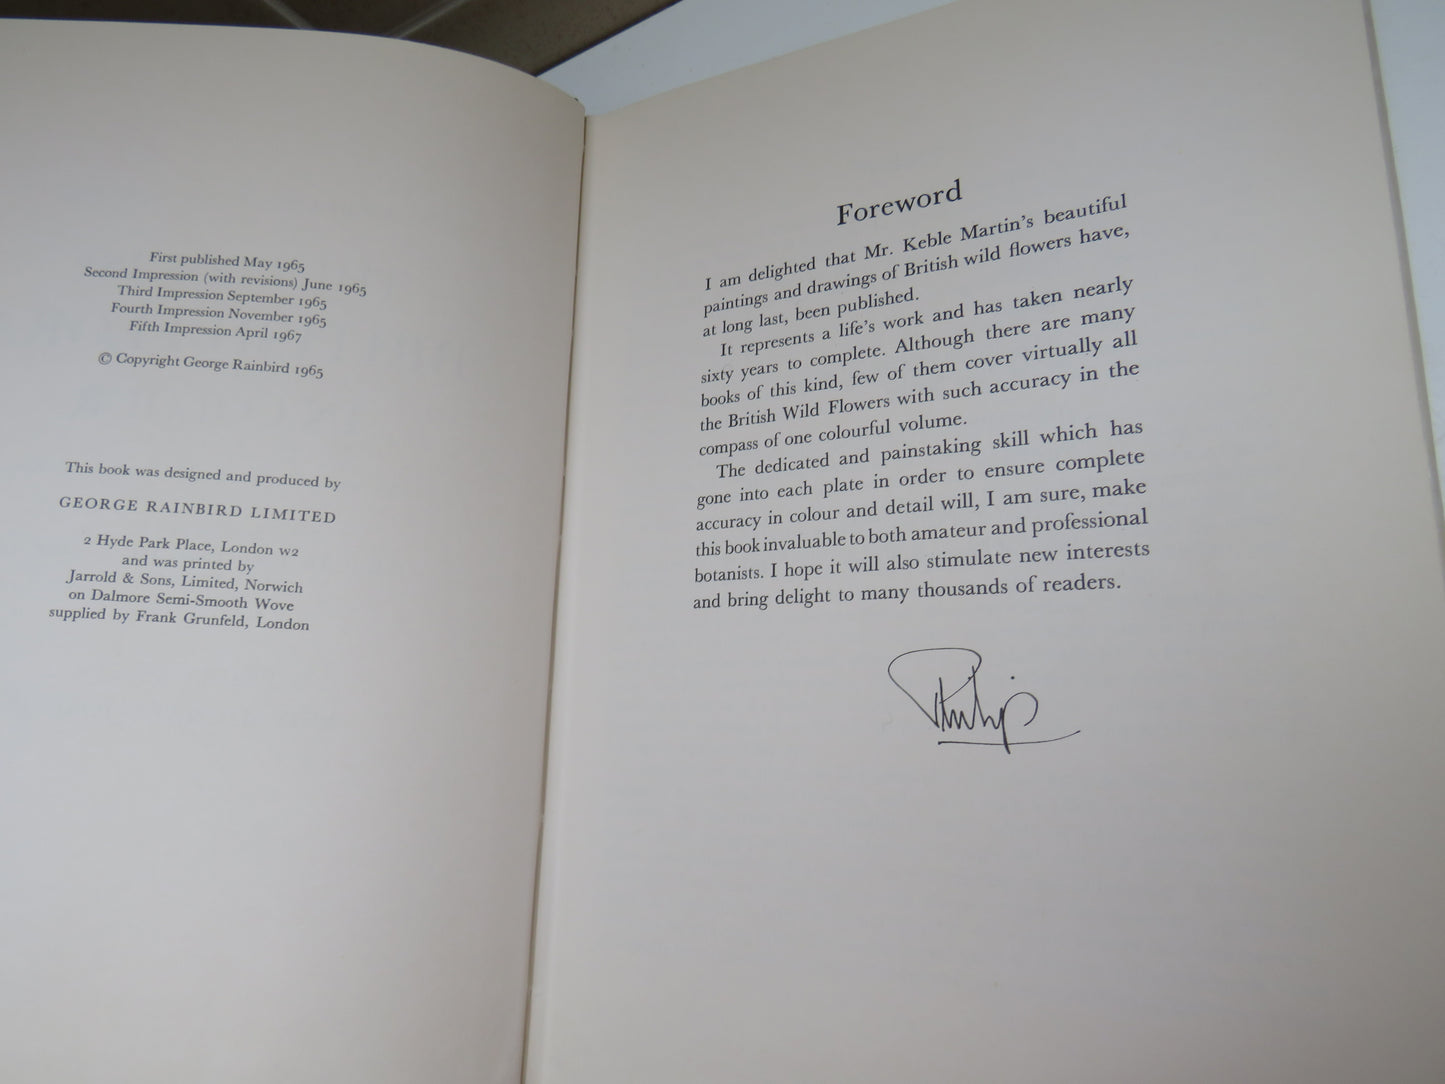 First published May 1965
Second Impression (with revisions) June 1965
Third Impression September 1965
Fourth Impression November 1965
Fifth Impression April 1967
© Copyright George Rainbird 1965
This book was designed and produced by
GEORGE RAINBIRD LIMITED
2 Hyde Park Place, London W2
and was printed by
Jarrold & Sons, Limited, Norwich
on Dalmore Semi-Smooth Wove
supplied by Frank Grunfeld, London
Foreword
I am delighted that Mr. Keble Martin's beautiful
paintings and drawings of British wild flowers have,
at long last, been published.
It represents a life's work and has taken nearly
sixty years to complete. Although there are many
books of this kind, few of them cover virtually all
the British Wild Flowers with such accuracy in the
compass of one colourful volume.
The dedicated and painstaking skill which has
gone into each plate in order to ensure complete
accuracy in colour and detail will, I am sure, make
this book invaluable to both amateur and professional
botanists. I hope it will also stimulate new interests
and bring delight to many thousands of readers.
Philip